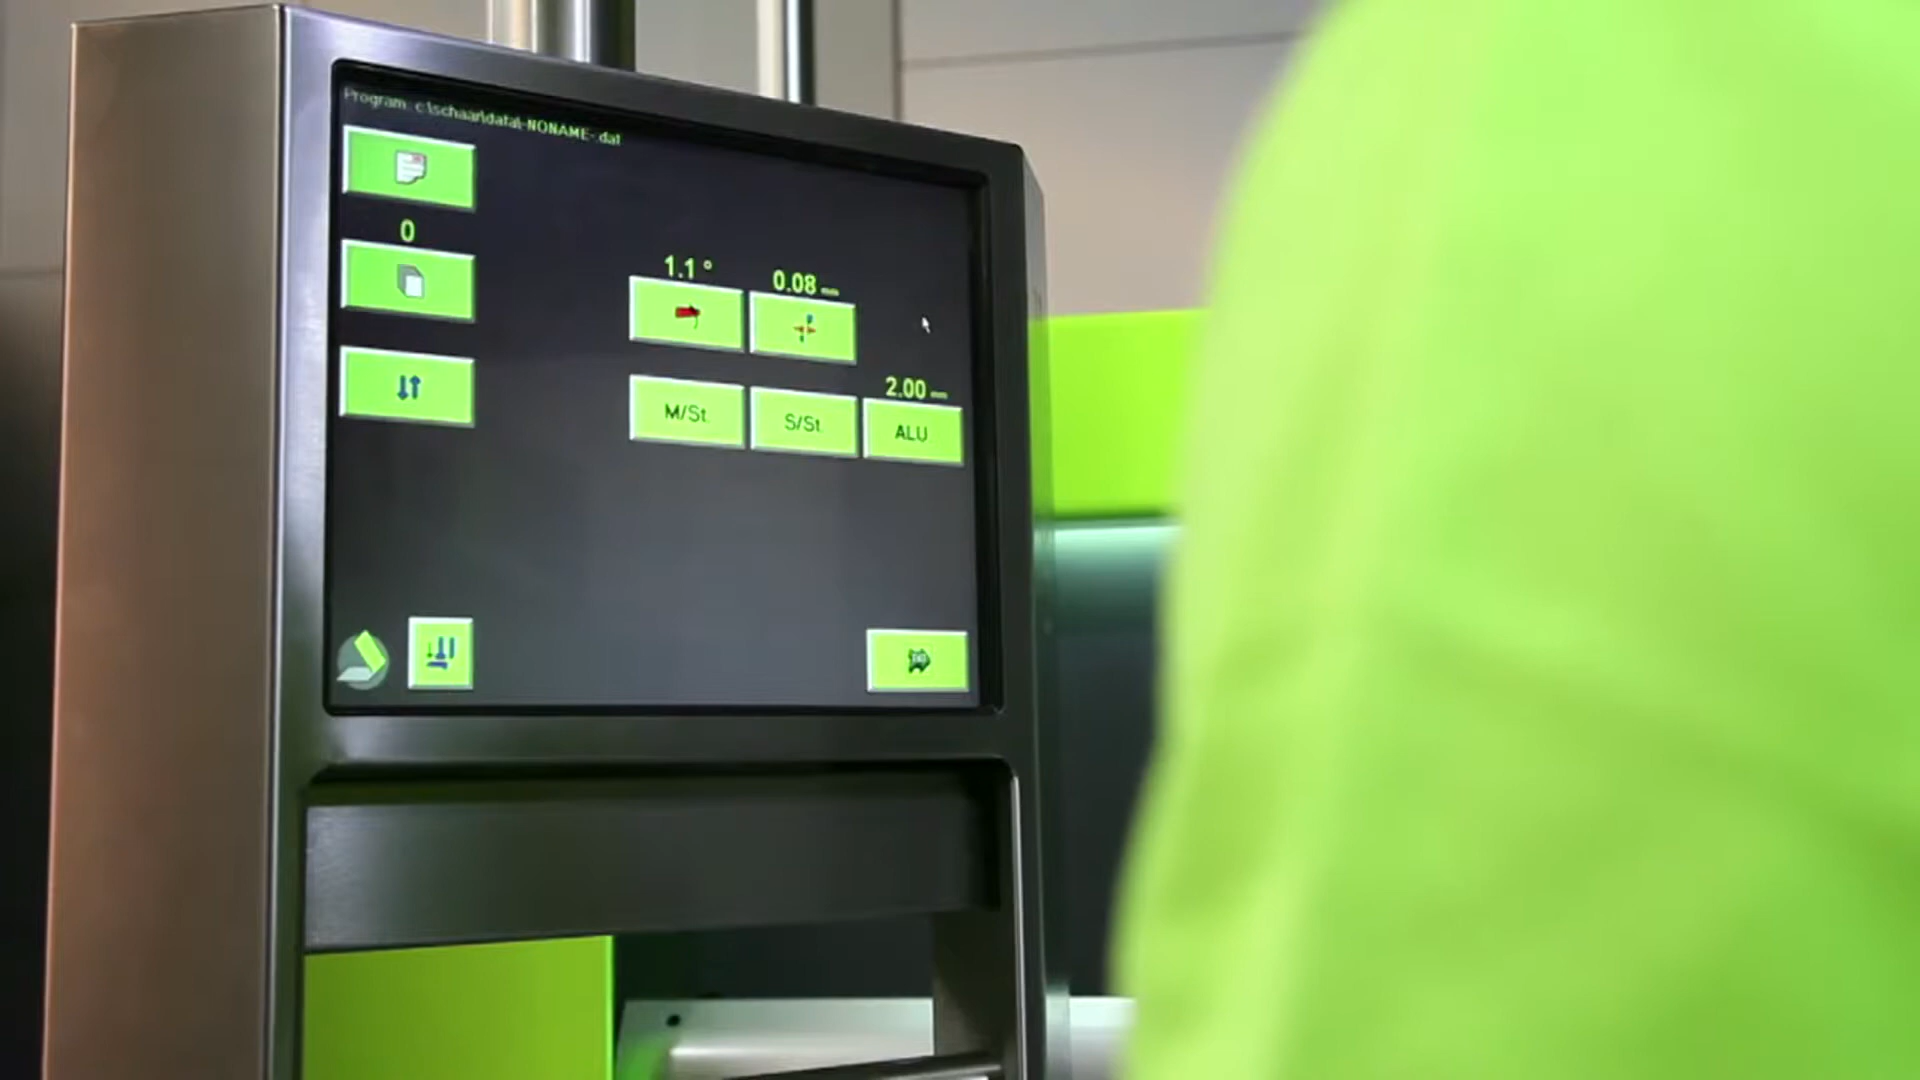 Program: c:\schaar\data\-NONAME-.dat
0
1.1 °
0.08 mm
2.00 mm
M/St.
S/St.
ALU